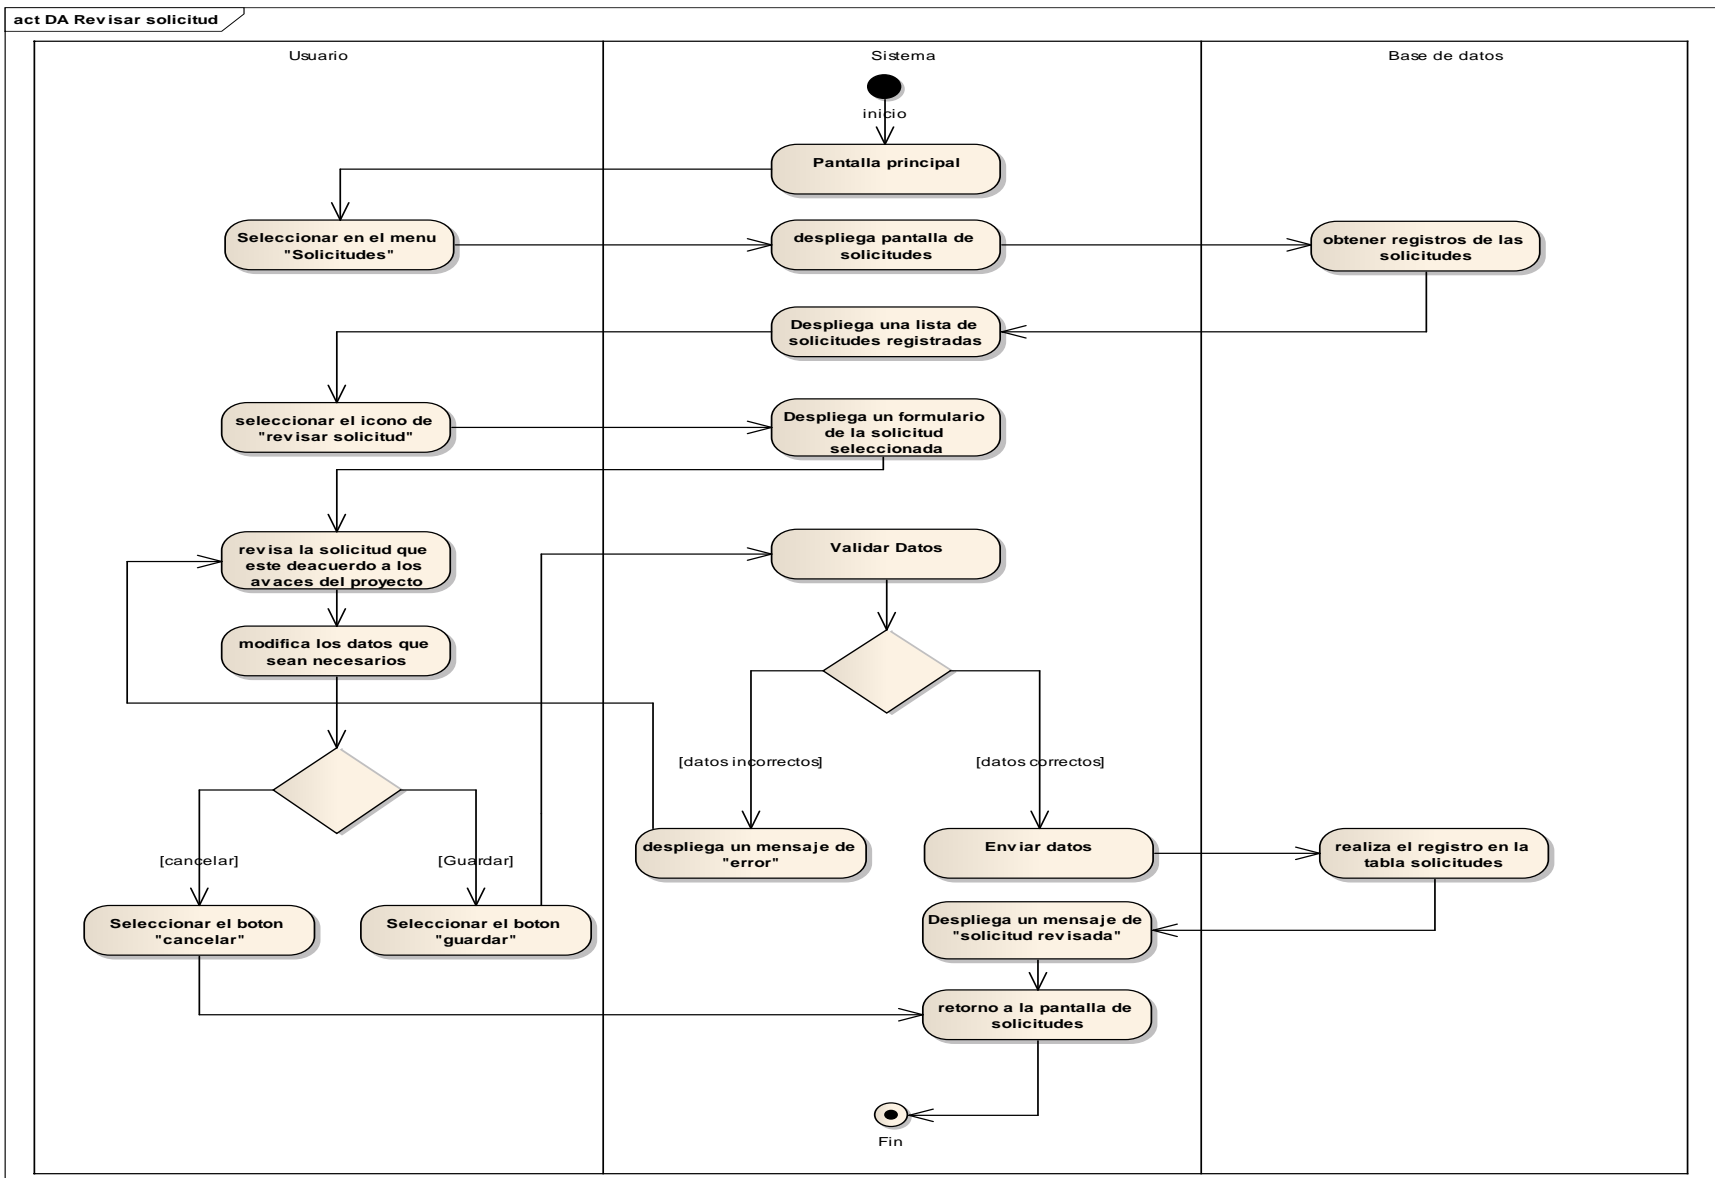 act DA Revisar solicitud
Usuario
Sistema
Base de datos
inicio
Pantalla principal
Seleccionar en el menu
"Solicitudes"
despliega pantalla de
solicitudes
obtener registros de las
solicitudes
Despliega una lista de
solicitudes registradas
seleccionar el icono de
"revisar solicitud"
Despliega un formulario
de la solicitud
seleccionada
revisa la solicitud que
este deacuerdo a los
avaces del proyecto
Validar Datos
modifica los datos que
sean necesarios
[datos incorrectos]
[datos correctos]
[cancelar]
[Guardar]
despliega un mensaje de
"error"
Enviar datos
realiza el registro en la
tabla solicitudes
Seleccionar el boton
"cancelar"
Seleccionar el boton
"guardar"
Despliega un mensaje de
"solicitud revisada"
retorno a la pantalla de
solicitudes
Fin